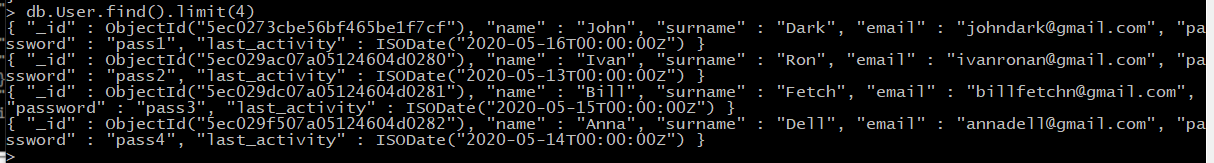 > db.User.find().limit(4)
{ "_id" : ObjectId("5ec0273cbe56bf465be1f7cf"), "name" : "John", "surname" : "Dark", "email" : "johndark@gmail.com", "pa
ssword" : "pass1", "last_activity" : ISODate("2020-05-16T00:00:00Z") }
{ "_id" : ObjectId("5ec029ac07a05124604d0280"), "name" : "Ivan", "surname" : "Ron", "email" : "ivanronan@gmail.com", "pa
ssword" : "pass2", "last_activity" : ISODate("2020-05-13T00:00:00Z") }
{ "_id" : ObjectId("5ec029dc07a05124604d0281"), "name" : "Bill", "surname" : "Fetch", "email" : "billfetchn@gmail.com",
"password" : "pass3", "last_activity" : ISODate("2020-05-15T00:00:00Z") }
{ "_id" : ObjectId("5ec029f507a05124604d0282"), "name" : "Anna", "surname" : "Dell", "email" : "annadell@gmail.com", "pa
ssword" : "pass4", "last_activity" : ISODate("2020-05-14T00:00:00Z") }
>